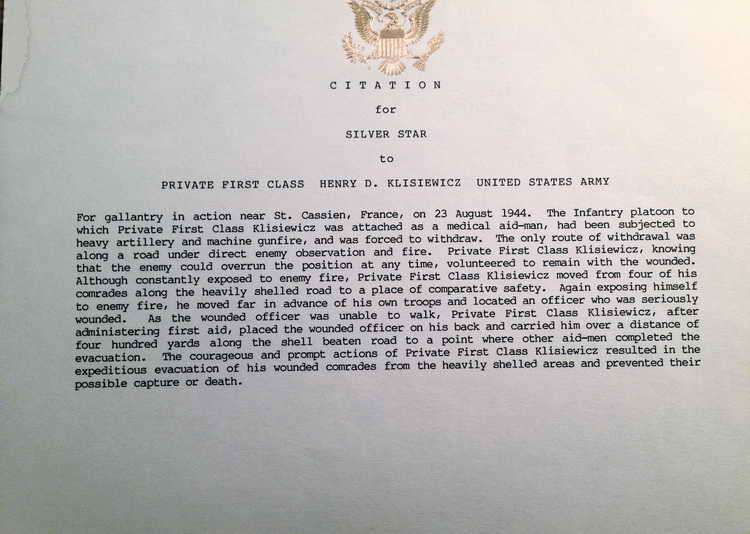 CITATION
for
SILVER STAR
to
PRIVATE FIRST CLASS HENRY D. KLISIEWICZ UNITED STATES ARMY
For gallantry in action near St. Cassien, France, on 23 August 1944. The Infantry platoon to
which Private First Class Klisiewicz was attached as a medical aid-man, had been subjected to
heavy artillery and machine gunfire, and was forced to withdraw. The only route of withdrawal was
along a road under direct enemy observation and fire. Private First Class Klisiewicz, knowing
that the enemy could overrun the position at any time, volunteered to remain with the wounded.
Although constantly exposed to enemy fire, Private First Class Klisiewicz moved from four of his
comrades along the heavily shelled road to a place of comparative safety. Again exposing himself
to enemy fire, he moved far in advance of his own troops and located an officer who was seriously
wounded. As the wounded officer was unable to walk, Private First Class Klisiewicz, after
administering first aid, placed the wounded officer on his back and carried him over a distance of
four hundred yards along the shell beaten road to a point where other aid-men completed the
evacuation. The courageous and prompt actions of Private First Class Klisiewicz resulted in the
expeditious evacuation of his wounded comrades from the heavily shelled areas and prevented their
possible capture or death.